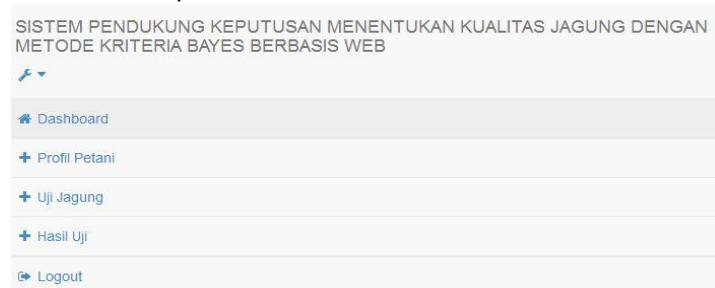 SISTEM PENDUKUNG KEPUTUSAN MENENTUKAN KUALITAS JAGUNG DENGAN
METODE KRITERIA BAYES BERBASIS WEB
Dashboard
Profil Petani
Uji Jagung
Hasil Uji
Logout